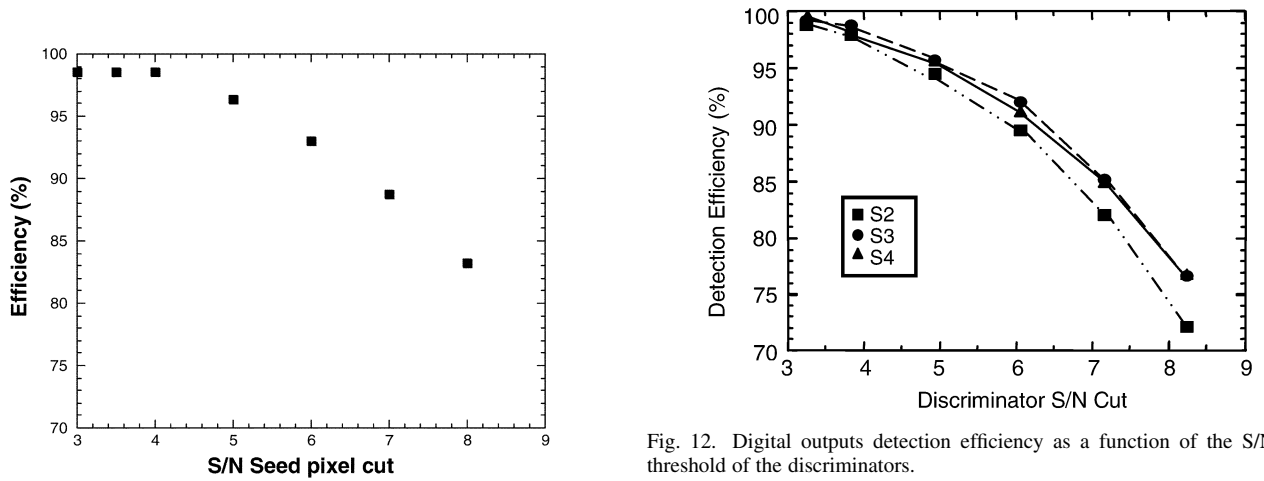 100
95
90
85
80
75
70
3 4 5 6 7 8 9
Efficiency (%)
S/N Seed pixel cut
100
95
90
85
80
75
70
3 4 5 6 7 8 9
Detection Efficiency (%)
S2
S3
S4
Discriminator S/N Cut
Fig. 12. Digital outputs detection efficiency as a function of the S/N
threshold of the discriminators.